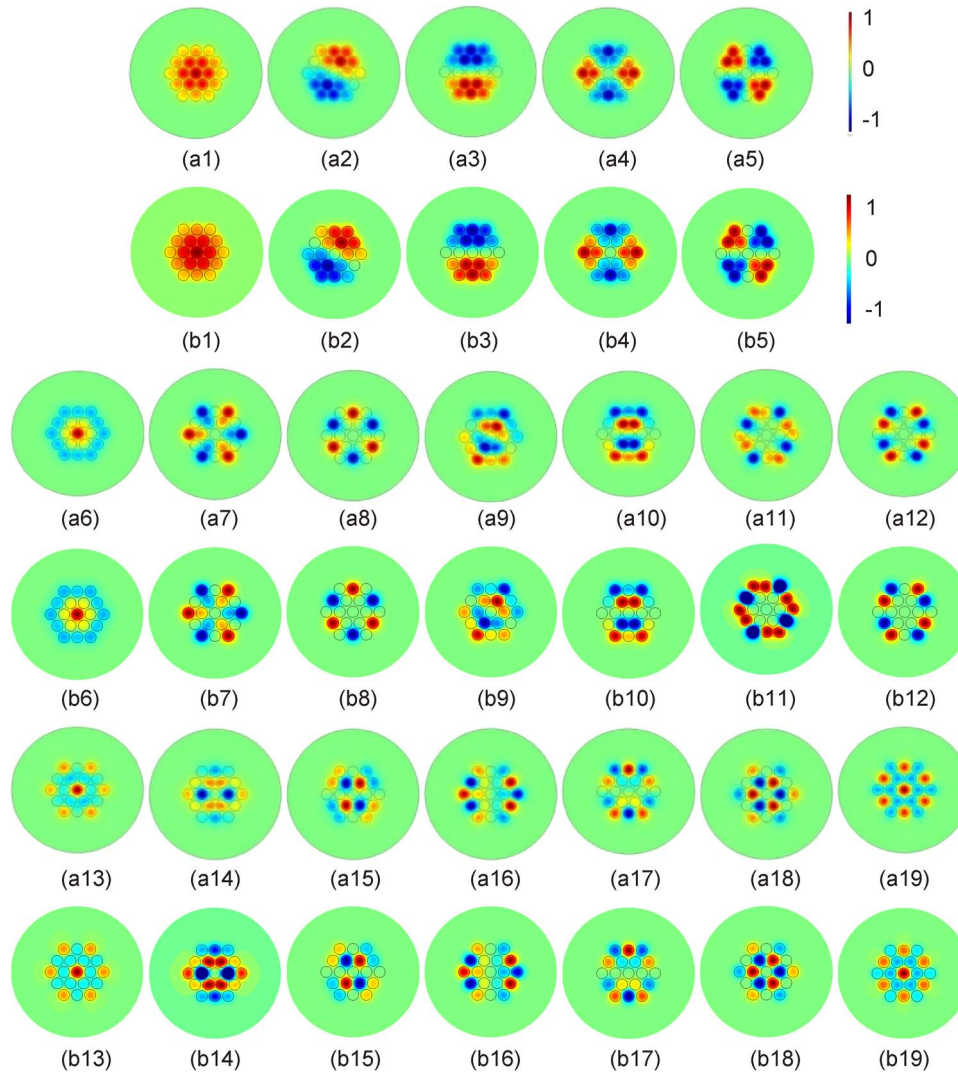 1
0
-1
(a1) (a2) (a3) (a4) (a5)
1
0
-1
(b1) (b2) (b3) (b4) (b5)
(a6) (a7) (a8) (a9) (a10) (a11) (a12)
(b6) (b7) (b8) (b9) (b10) (b11) (b12)
(a13) (a14) (a15) (a16) (a17) (a18) (a19)
(b13) (b14) (b15) (b16) (b17) (b18) (b19)